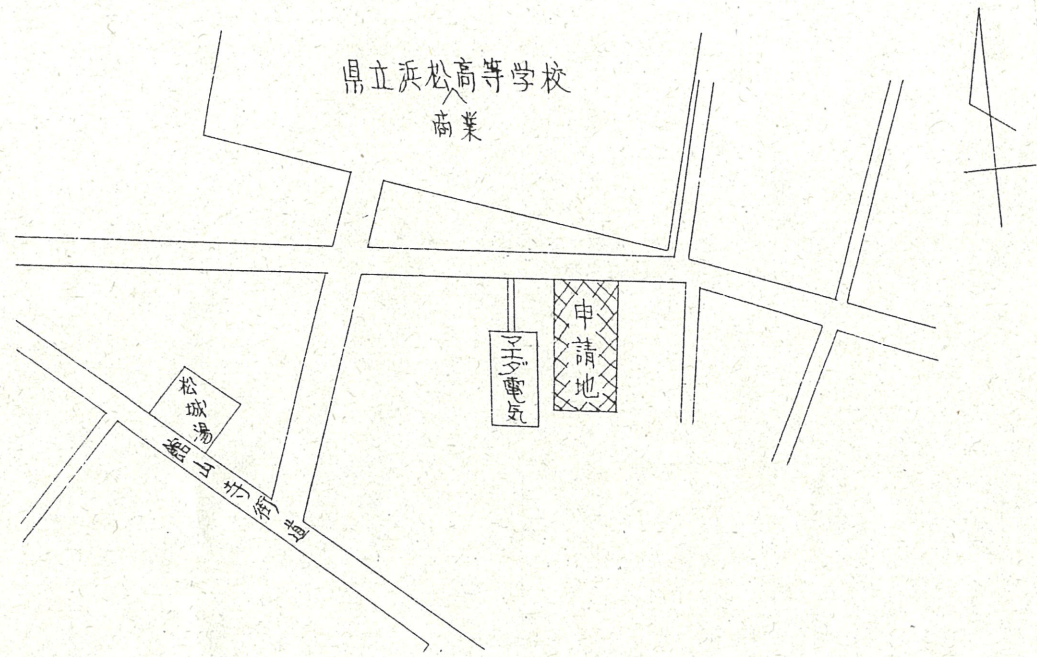 県立浜松高等学校
商業
申請地
マエダ電気
松城湯
舘山寺街道